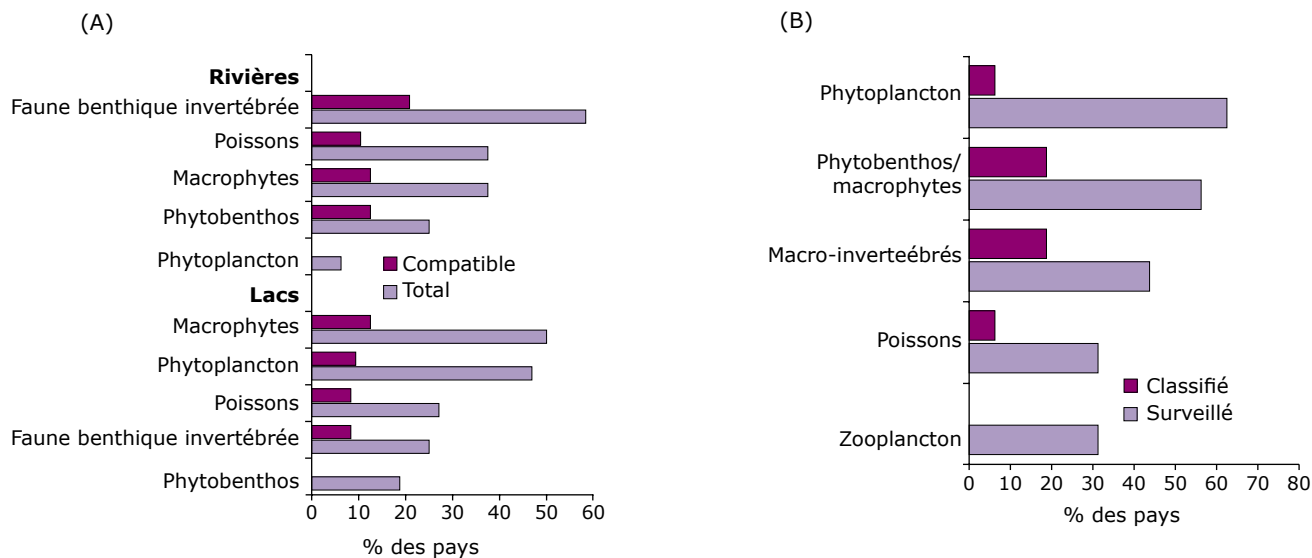 (A)
Rivières
Faune benthique invertébrée
Poissons
Macrophytes
Phytobenthos
Phytoplancton
Compatible
Total
Lacs
Macrophytes
Phytoplancton
Poissons
Faune benthique invertébrée
Phytobenthos
0 10 20 30 40 50 60
% des pays
(B)
Phytoplancton
Phytobenthos/
macrophytes
Macro-inverteébrés
Poissons
Classifié
Surveillé
Zooplancton
0 10 20 30 40 50 60 70 80
% des pays